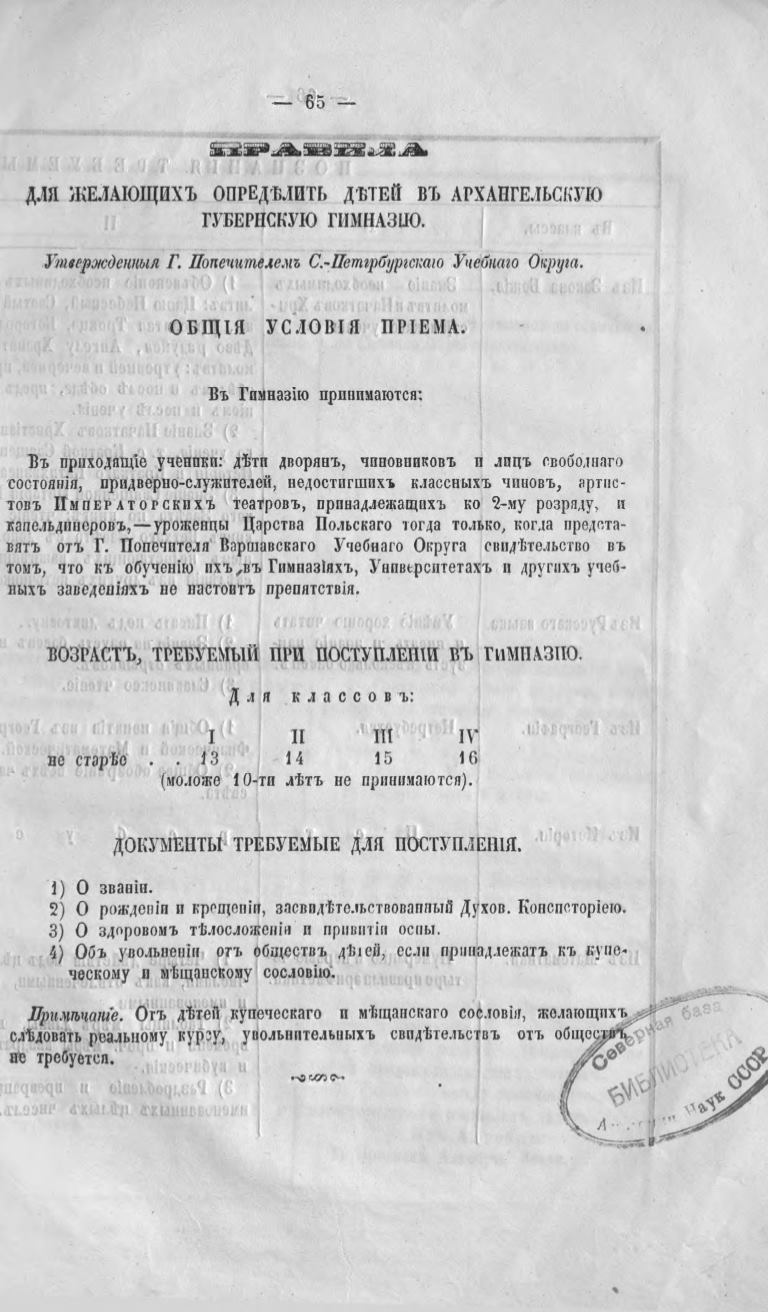 — 65 —
ПРАВИЛА
ДЛЯ ЖЕЛАЮЩИХЪ ОПРЕДѢЛИТЬ ДѢТЕЙ ВЪ АРХАНГЕЛЬСКУЮ
ГУБЕРНСКУЮ ГИМНАЗІЮ.
Утвержденныя Г. Попечителемъ С.-Петгрбургскаго Учебнаго Округа.
ОБЩІЯ УСЛОВІЯ ПРІЕМА.
Въ Гимназію принимаются:
Въ приходящіе ученики: дѣти дворянъ, чиновниковъ и лицъ свободнаго
состоянія, придверно-служителей, недостигшихъ классныхъ чиновъ, артис-
товъ Императорскихъ театровъ, принадлежащихъ ко 2-му розряду, и
капельдинеровъ,—уроженцы Царства Польскаго тогда только, когда предста-
вятъ отъ Г. Попечителя Варшавскаго Учебнаго Округа свидѣтельство въ
томъ, что къ обученію ихъ въ Гимназіяхъ, Университетахъ и другихъ учеб-
ныхъ заведеніяхъ не настоитъ препятствія.
ВОЗРАСТЪ, ТРЕБУЕМЫЙ ПРИ ПОСТУПЛЕНІИ ВЪ ГИМНАЗІЮ.
Для классовъ:
I II III IV
не старѣе . . 13 14 15 16
(моложе 10-ти лѣтъ не принимаются).
ДОКУМЕНТЫ ТРЕБУЕМЫЕ ДЛЯ ПОСТУПЛЕНІЯ.
1) О званіи.
2) О рожденіи и крещеніи, засвидѣтельствованный Духов. Консисторіею.
3) О здоровомъ тѣлосложеніи и привитіи оспы.
4) Объ увольненіи отъ обществъ дѣтей, если принадлежатъ къ купе-
ческому и мѣщанскому сословію.
Примѣчаніе. Отъ дѣтей купеческаго и мѣщанскаго сословія, желающихъ
слѣдовать реальному курсу, увольнительныхъ свидѣтельствъ отъ обществъ
не требуется.
Северная база
БИБЛИОТЕКА
Наук СССР